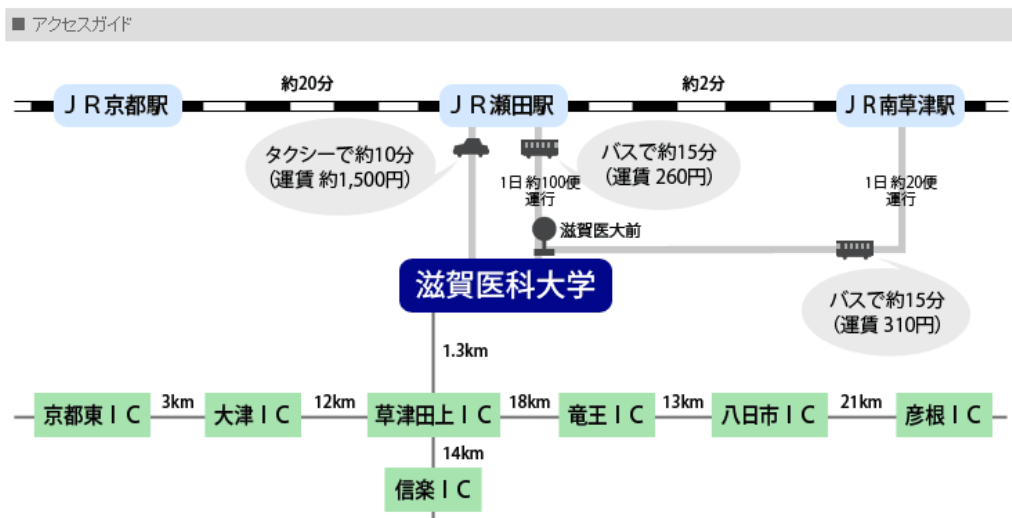 ■ アクセスガイド
約20分
約2分
ＪＲ京都駅
ＪＲ瀬田駅
ＪＲ南草津駅
タクシーで約10分
（運賃 約1,500円）
バスで約15分
（運賃 260円）
1日 約100便
運行
1日 約20便
運行
滋賀医大前
滋賀医科大学
バスで約15分
（運賃 310円）
1.3km
京都東ＩＣ
3km
大津ＩＣ
12km
草津田上ＩＣ
18km
竜王ＩＣ
13km
八日市ＩＣ
21km
彦根ＩＣ
14km
信楽ＩＣ